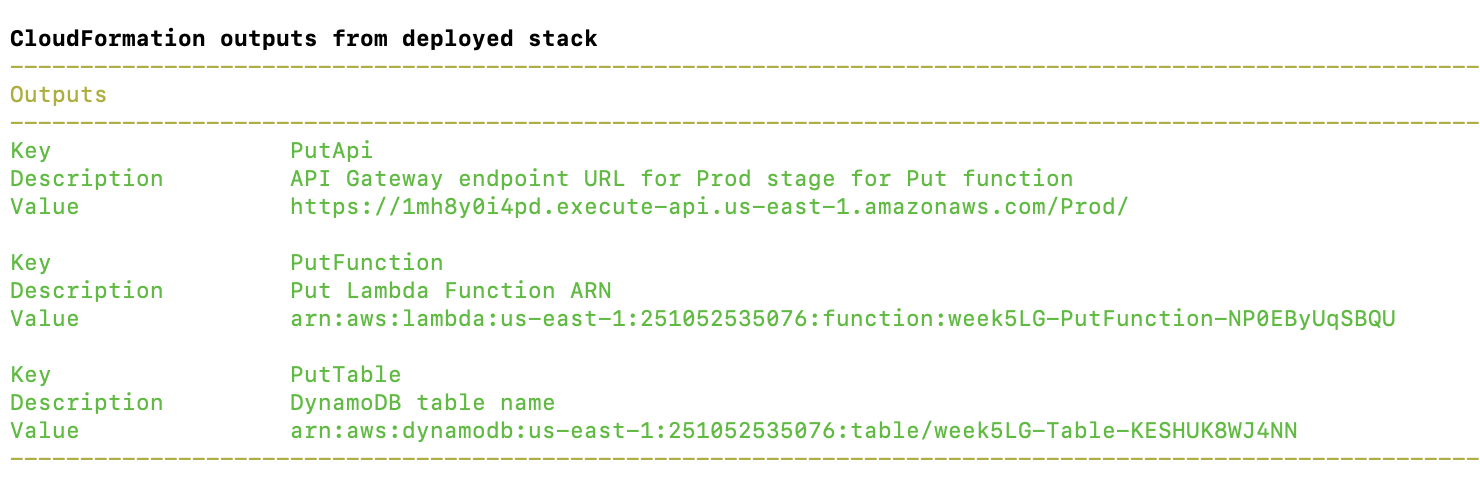 CloudFormation outputs from deployed stack
Outputs
Key PutApi
Description API Gateway endpoint URL for Prod stage for Put function
Value https://1mh8y0i4pd.execute-api.us-east-1.amazonaws.com/Prod/
Key PutFunction
Description Put Lambda Function ARN
Value arn:aws:lambda:us-east-1:251052535076:function:week5LG-PutFunction-NP0EByUqSBQU
Key PutTable
Description DynamoDB table name
Value arn:aws:dynamodb:us-east-1:251052535076:table/week5LG-Table-KESHUK8WJ4NN